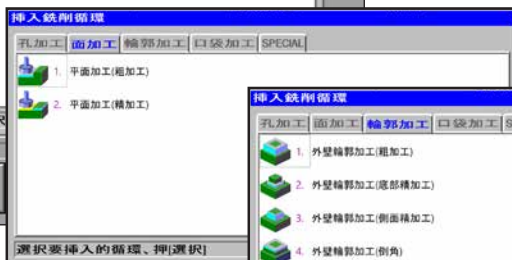 挿入銑削循環
孔加工 面加工 輪郭加工 口袋加工 SPECIAL
1. 平面加工(粗加工)
2. 平面加工(精加工)
選択要挿入的循環、押[選択]
挿入銑削循環
孔加工 面加工 輪郭加工 口袋加工 S
1. 外壁輪郭加工(粗加工)
2. 外壁輪郭加工(底部精加工)
3. 外壁輪郭加工(側面精加工)
4. 外壁輪郭加工(倒角)